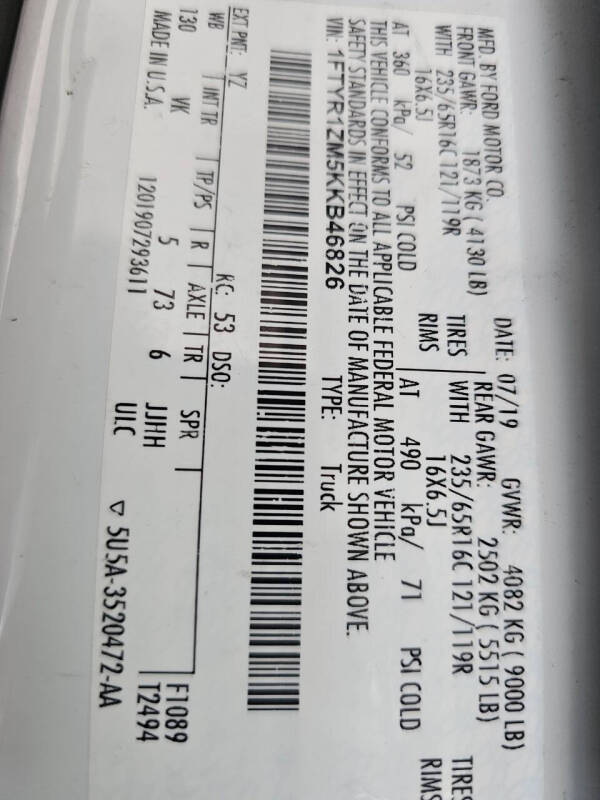 MFD. BY FORD MOTOR CO. DATE: 07/19 GVWR: 4082 KG ( 9000 LB)
FRONT GAWR: 1873 KG ( 4130 LB) REAR GAWR: 2502 KG ( 5515 LB)
WITH 235/65R16C 121/119R TIRES WITH 235/65R16C 121/119R TIRES
16X6.5J RIMS 16X6.5J RIMS
AT 360 kPa/ 52 PSI COLD AT 490 kPa/ 71 PSI COLD
THIS VEHICLE CONFORMS TO ALL APPLICABLE FEDERAL MOTOR VEHICLE
SAFETY STANDARDS IN EFFECT ON THE DATE OF MANUFACTURE SHOWN ABOVE.
VIN: 1FTYR1ZM5KKB46826 TYPE: Truck
EXT PNT: YZ RC: 53 DSO:
WB INT TR TP/PS R AXLE TR SPR F1089
130 VK 5 73 6 JJHH T2494
MADE IN U.S.A. 1201907293611 ULC ▽ 5U5A-3520472-AA